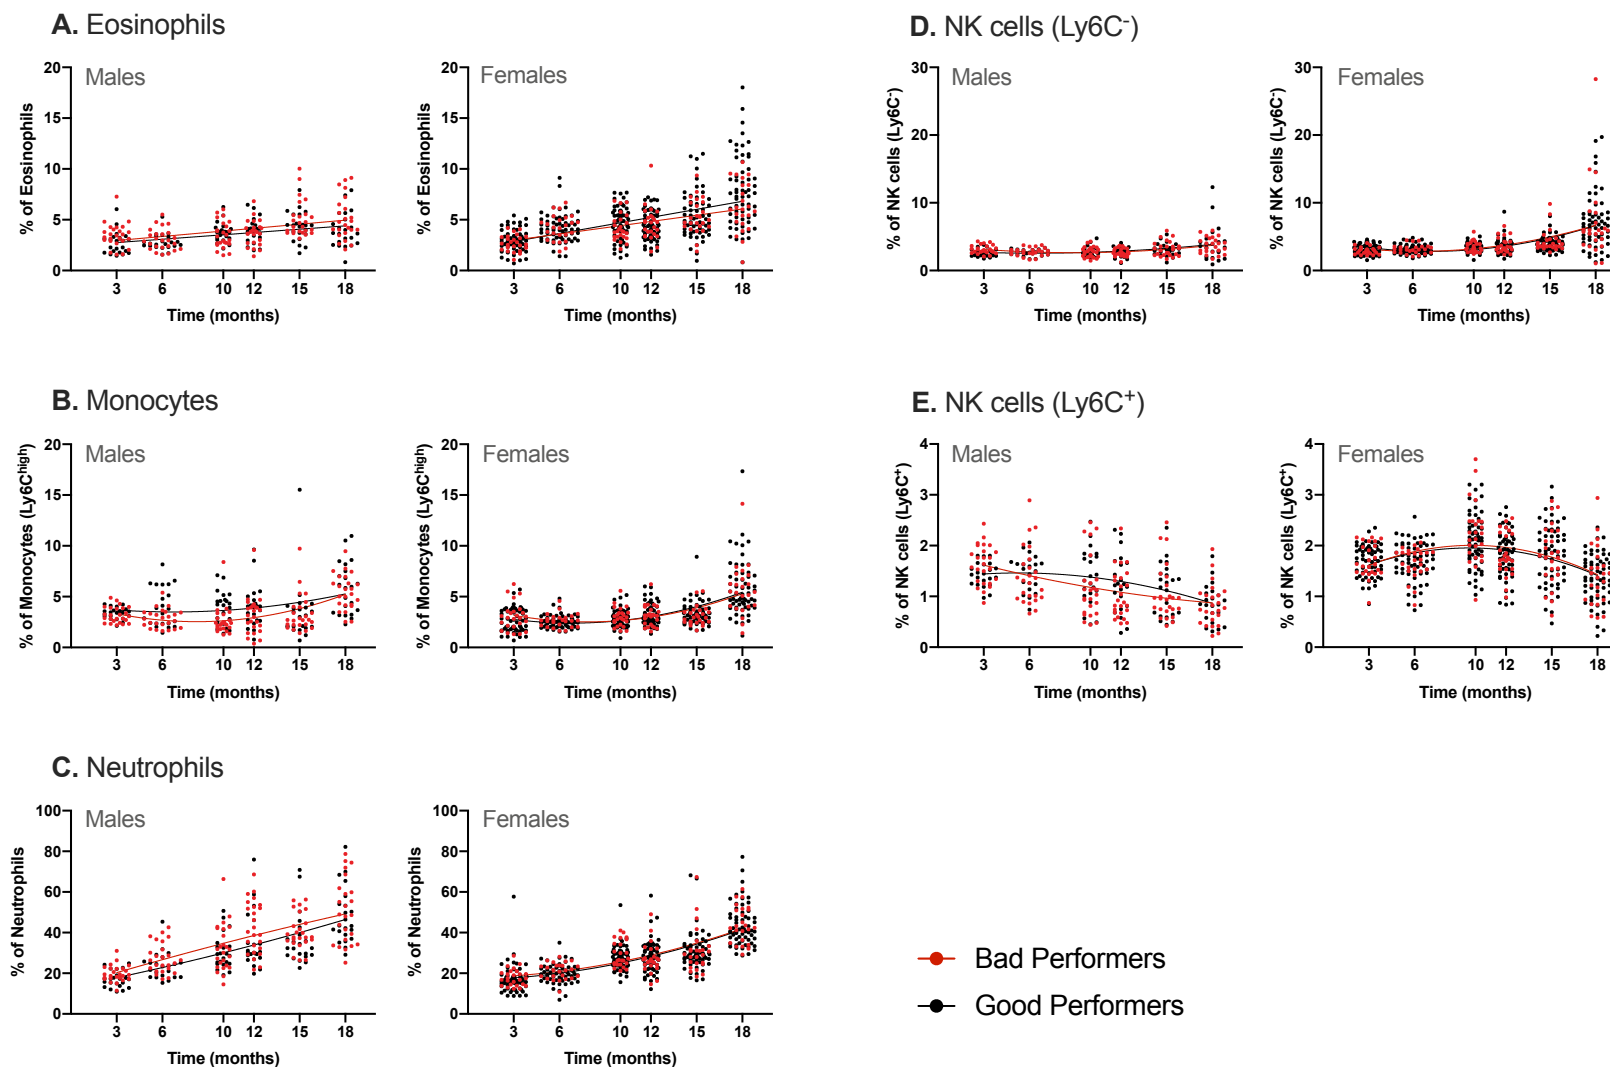 A. Eosinophils
Males
% of Eosinophils
20
15
10
5
0
3 6 10 12 15 18
Time (months)
Females
% of Eosinophils
20
15
10
5
0
3 6 10 12 15 18
Time (months)
B. Monocytes
Males
% of Monocytes (Ly6Chigh)
20
15
10
5
0
3 6 10 12 15 18
Time (months)
Females
% of Monocytes (Ly6Chigh)
20
15
10
5
0
3 6 10 12 15 18
Time (months)
C. Neutrophils
Males
% of Neutrophils
100
80
60
40
20
0
3 6 10 12 15 18
Time (months)
Females
% of Neutrophils
100
80
60
40
20
0
3 6 10 12 15 18
Time (months)
D. NK cells (Ly6C-)
Males
% of NK cells (Ly6C-)
30
20
10
0
3 6 10 12 15 18
Time (months)
Females
% of NK cells (Ly6C-)
30
20
10
0
3 6 10 12 15 18
Time (months)
E. NK cells (Ly6C+)
Males
% of NK cells (Ly6C+)
4
3
2
1
0
3 6 10 12 15 18
Time (months)
Females
% of NK cells (Ly6C+)
4
3
2
1
0
3 6 10 12 15 18
Time (months)
Bad Performers
Good Performers